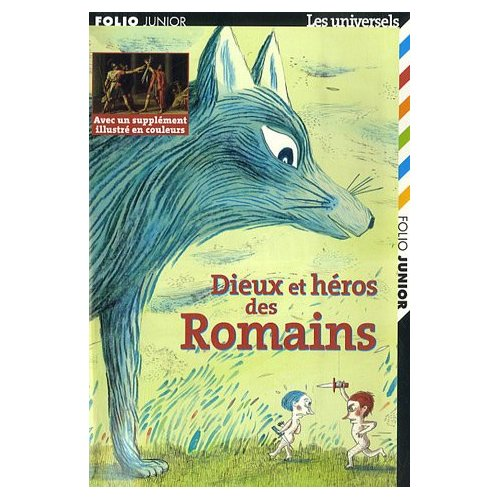 FOLIO JUNIOR
Les universels
Avec un supplément
illustré en couleurs
Dieux et héros
des
Romains
FOLIO JUNIOR